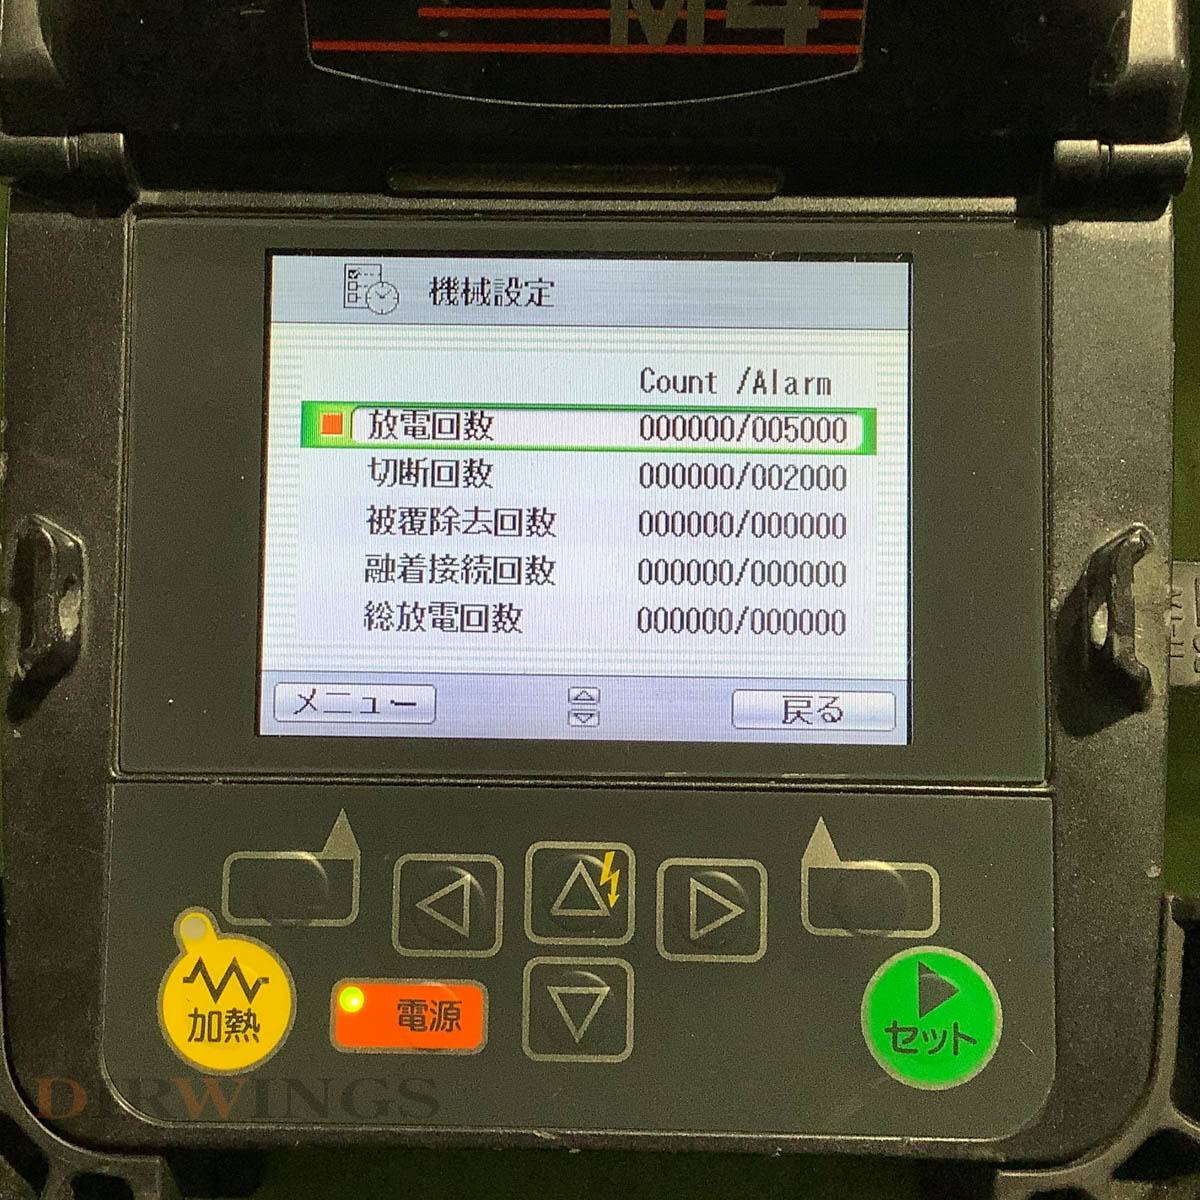 M4
機械設定
Count /Alarm
放電回数 000000/005000
切断回数 000000/002000
被覆除去回数 000000/000000
融着接続回数 000000/000000
総放電回数 000000/000000
メニュー 戻る
加熱
電源
セット
DIRWINGS